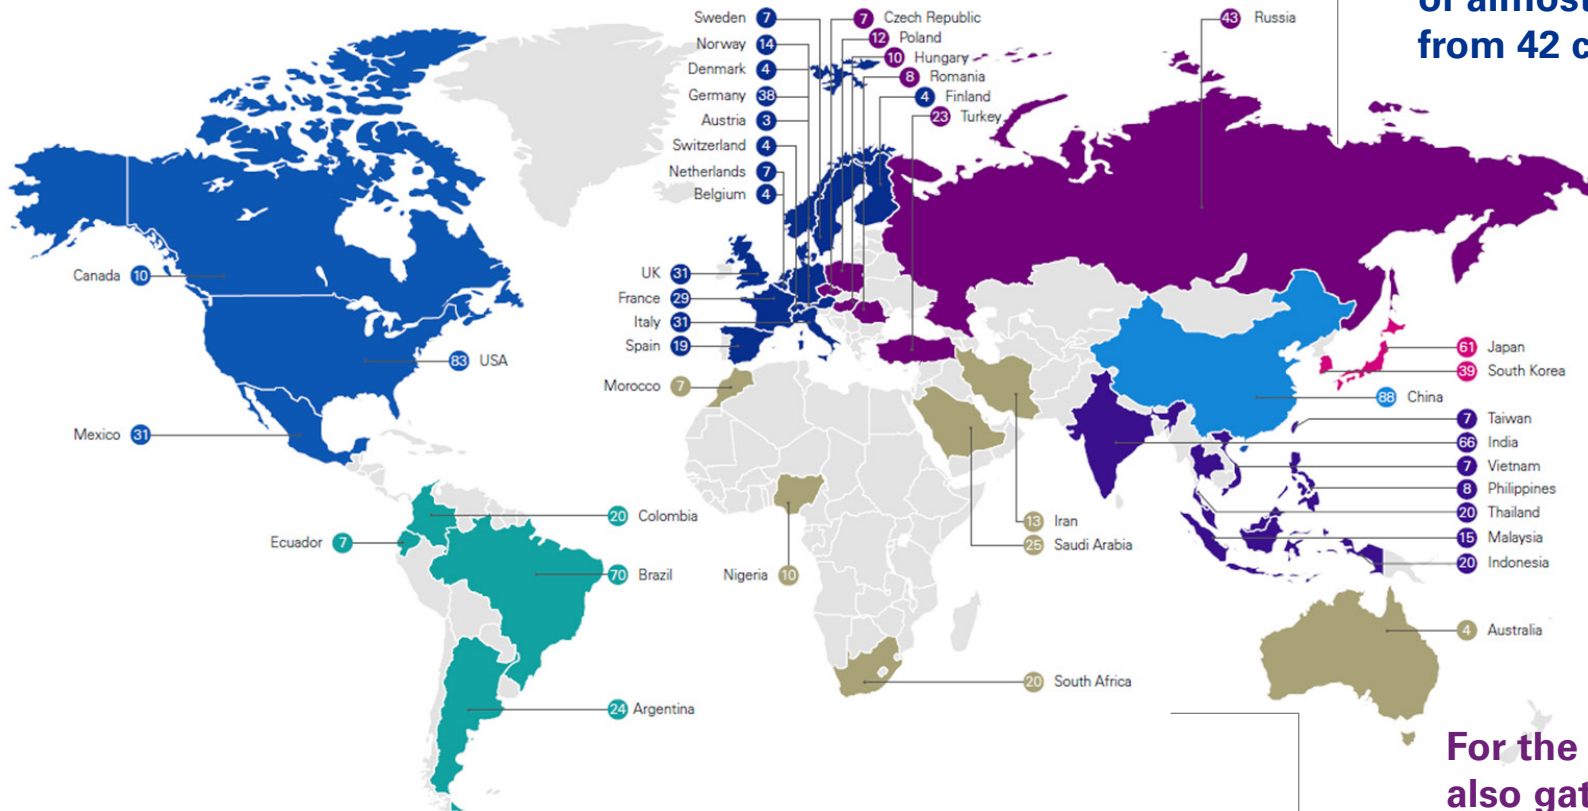 of almost
from 42 c
Sweden 7
Norway 14
Denmark 4
Germany 38
Austria 3
Switzerland 4
Netherlands 7
Belgium 4
7 Czech Republic
12 Poland
10 Hungary
8 Romania
4 Finland
23 Turkey
43 Russia
Canada 10
83 USA
Mexico 31
UK 31
France 29
Italy 31
Spain 19
Morocco 7
61 Japan
39 South Korea
88 China
7 Taiwan
66 India
7 Vietnam
8 Philippines
20 Thailand
15 Malaysia
20 Indonesia
20 Colombia
Ecuador 7
70 Brazil
24 Argentina
Nigeria 10
13 Iran
25 Saudi Arabia
20 South Africa
4 Australia
For the
also gat